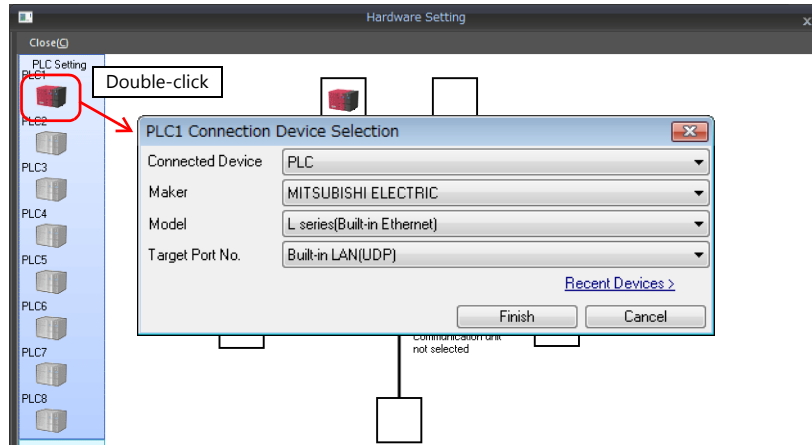 Hardware Setting
x
Close(C)
PLC Setting
PLC1
Double-click
PLC2
PLC3
PLC4
PLC5
PLC6
PLC7
PLC8
PLC1 Connection Device Selection
Connected Device PLC
Maker MITSUBISHI ELECTRIC
Model L series(Built-in Ethernet)
Target Port No. Built-in LAN(UDP)
Recent Devices >
Finish Cancel
Communication unit
not selected